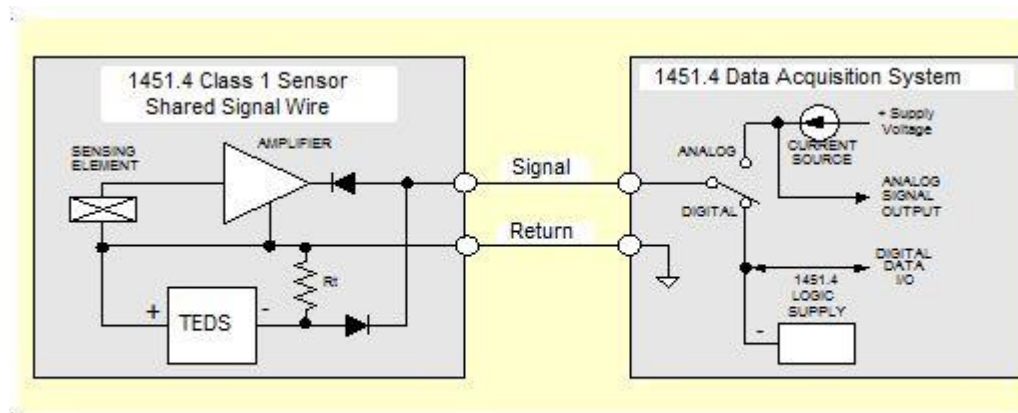 1451.4 Class 1 Sensor
Shared Signal Wire
SENSING
ELEMENT
AMPLIFIER
Rt
+
TEDS
-
Signal
Return
1451.4 Data Acquisition System
+ Supply
Voltage
CURRENT
SOURCE
ANALOG
ANALOG
SIGNAL
OUTPUT
DIGITAL
DIGITAL
DATA
I/O
1451.4
LOGIC
SUPPLY
-